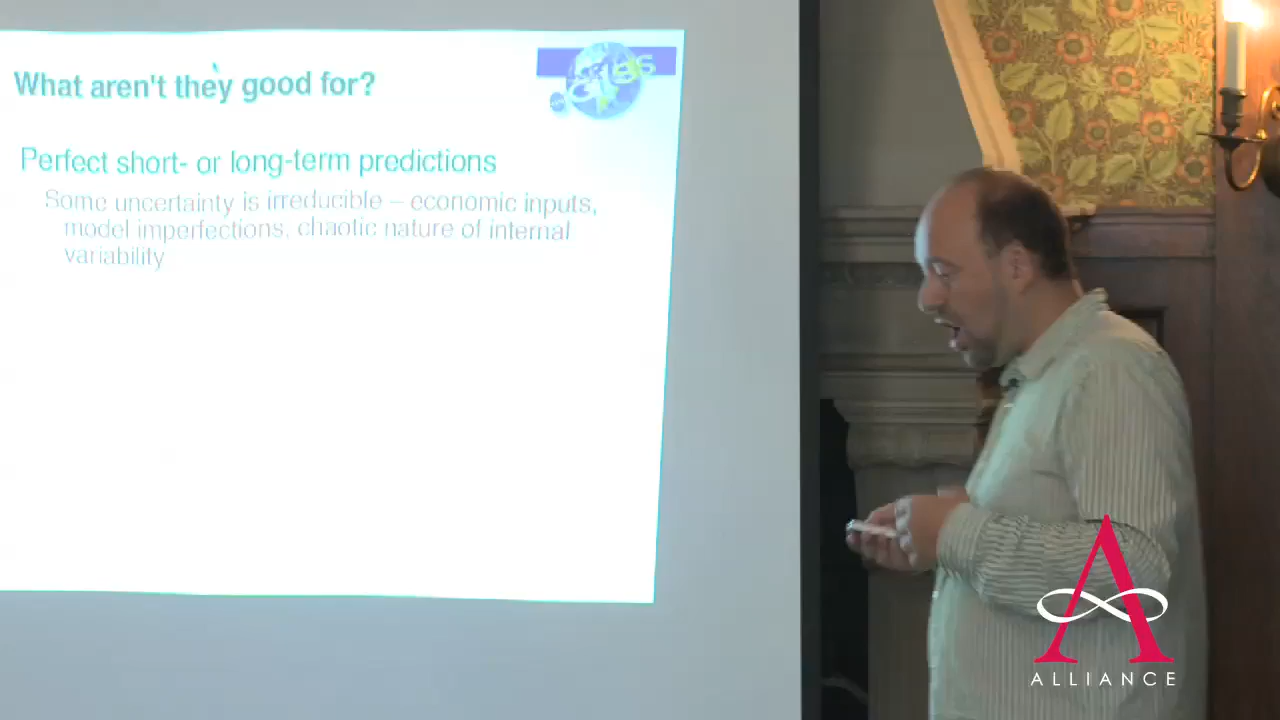 What aren't they good for?
GISS
Perfect short- or long-term predictions
Some uncertainty is irreducible – economic inputs,
model imperfections, chaotic nature of internal
variability
A
ALLIANCE